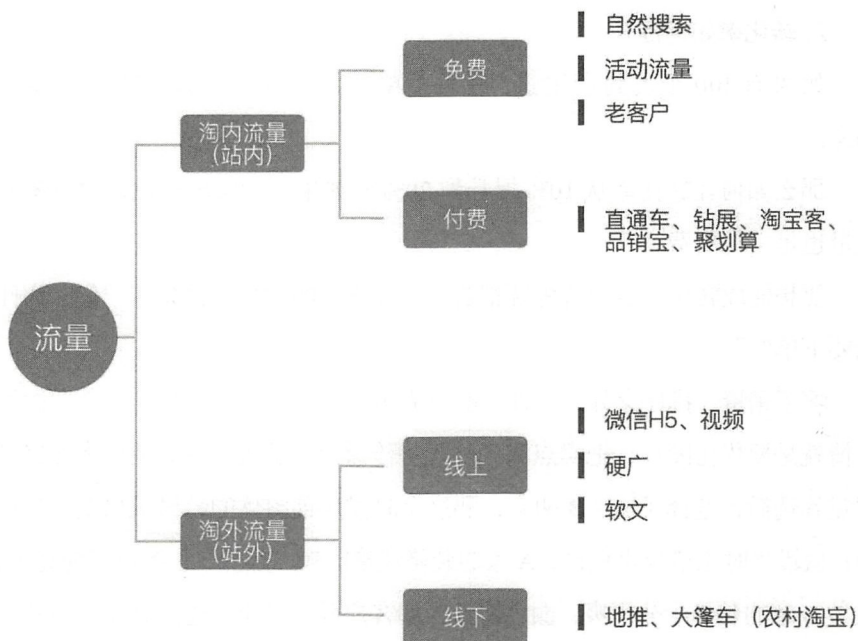 自然搜索
免费
活动流量
老客户
淘内流量
（站内）
付费
直通车、钻展、淘宝客、
品销宝、聚划算
流量
微信H5、视频
线上
硬广
软文
淘外流量
（站外）
线下
地推、大篷车（农村淘宝）